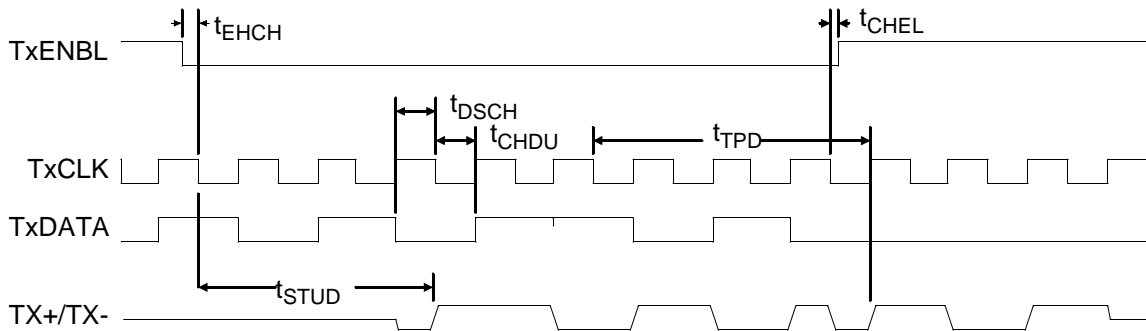 tEHCH
tCHEL
TxENBL
tDSCH
tCHDU
tTPD
TxCLK
TxDATA
tSTUD
TX+/TX-